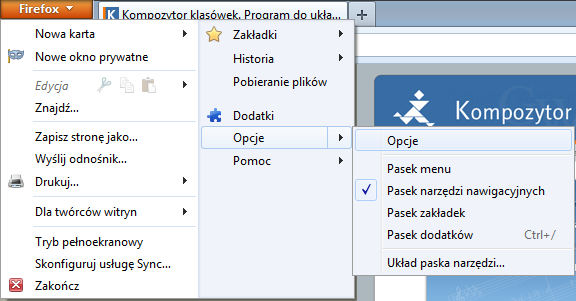 Firefox
Kompozytor klasówek. Program do ukła...
Nowa karta
Nowe okno prywatne
Edycja
Znajdź...
Zapisz stronę jako...
Wyślij odnośnik...
Drukuj...
Dla twórców witryn
Tryb pełnoekranowy
Skonfiguruj usługę Sync...
Zakończ
Zakładki
Historia
Pobieranie plików
Dodatki
Opcje
Pomoc
Kompozytor
Opcje
Pasek menu
Pasek narzędzi nawigacyjnych
Pasek zakładek
Pasek dodatków Ctrl+/
Układ paska narzędzi...